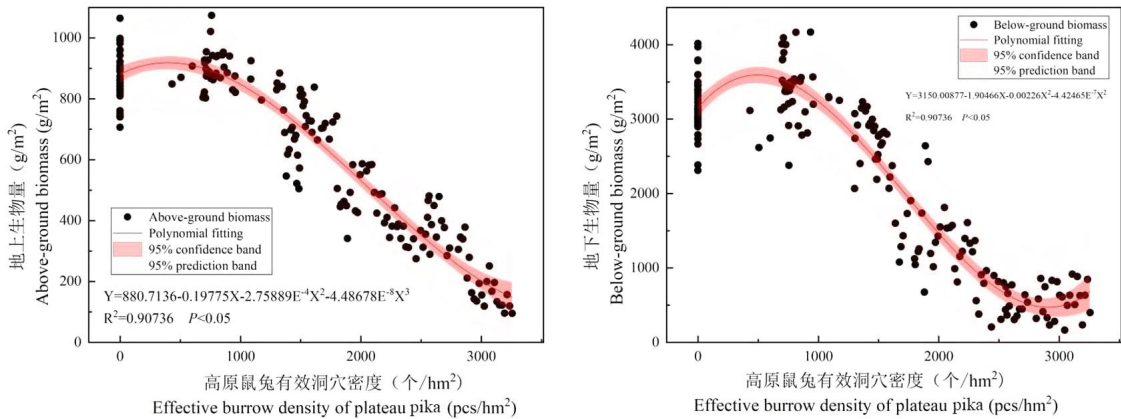 1000
800
600
400
200
0
地上生物量 (g/m²)
Above-ground biomass (g/m²)
Above-ground biomass
Polynomial fitting
95% confidence band
95% prediction band
Y=880.7136-0.19775X-2.75889E⁻⁴X²-4.48678E⁻⁸X³
R²=0.90736 P<0.05
0 1000 2000 3000
高原鼠兔有效洞穴密度（个/hm²）
Effective burrow density of plateau pika (pcs/hm²)
4000
3000
2000
1000
0
地下生物量 (g/m²)
Below-ground biomass (g/m²)
Below-ground biomass
Polynomial fitting
95% confidence band
95% prediction band
Y=3150.00877-1.90466X-0.00226X²-4.42465E⁻⁷X²
R²=0.90736 P<0.05
0 1000 2000 3000
高原鼠兔有效洞穴密度（个/hm²）
Effective burrow density of plateau pika (pcs/hm²)